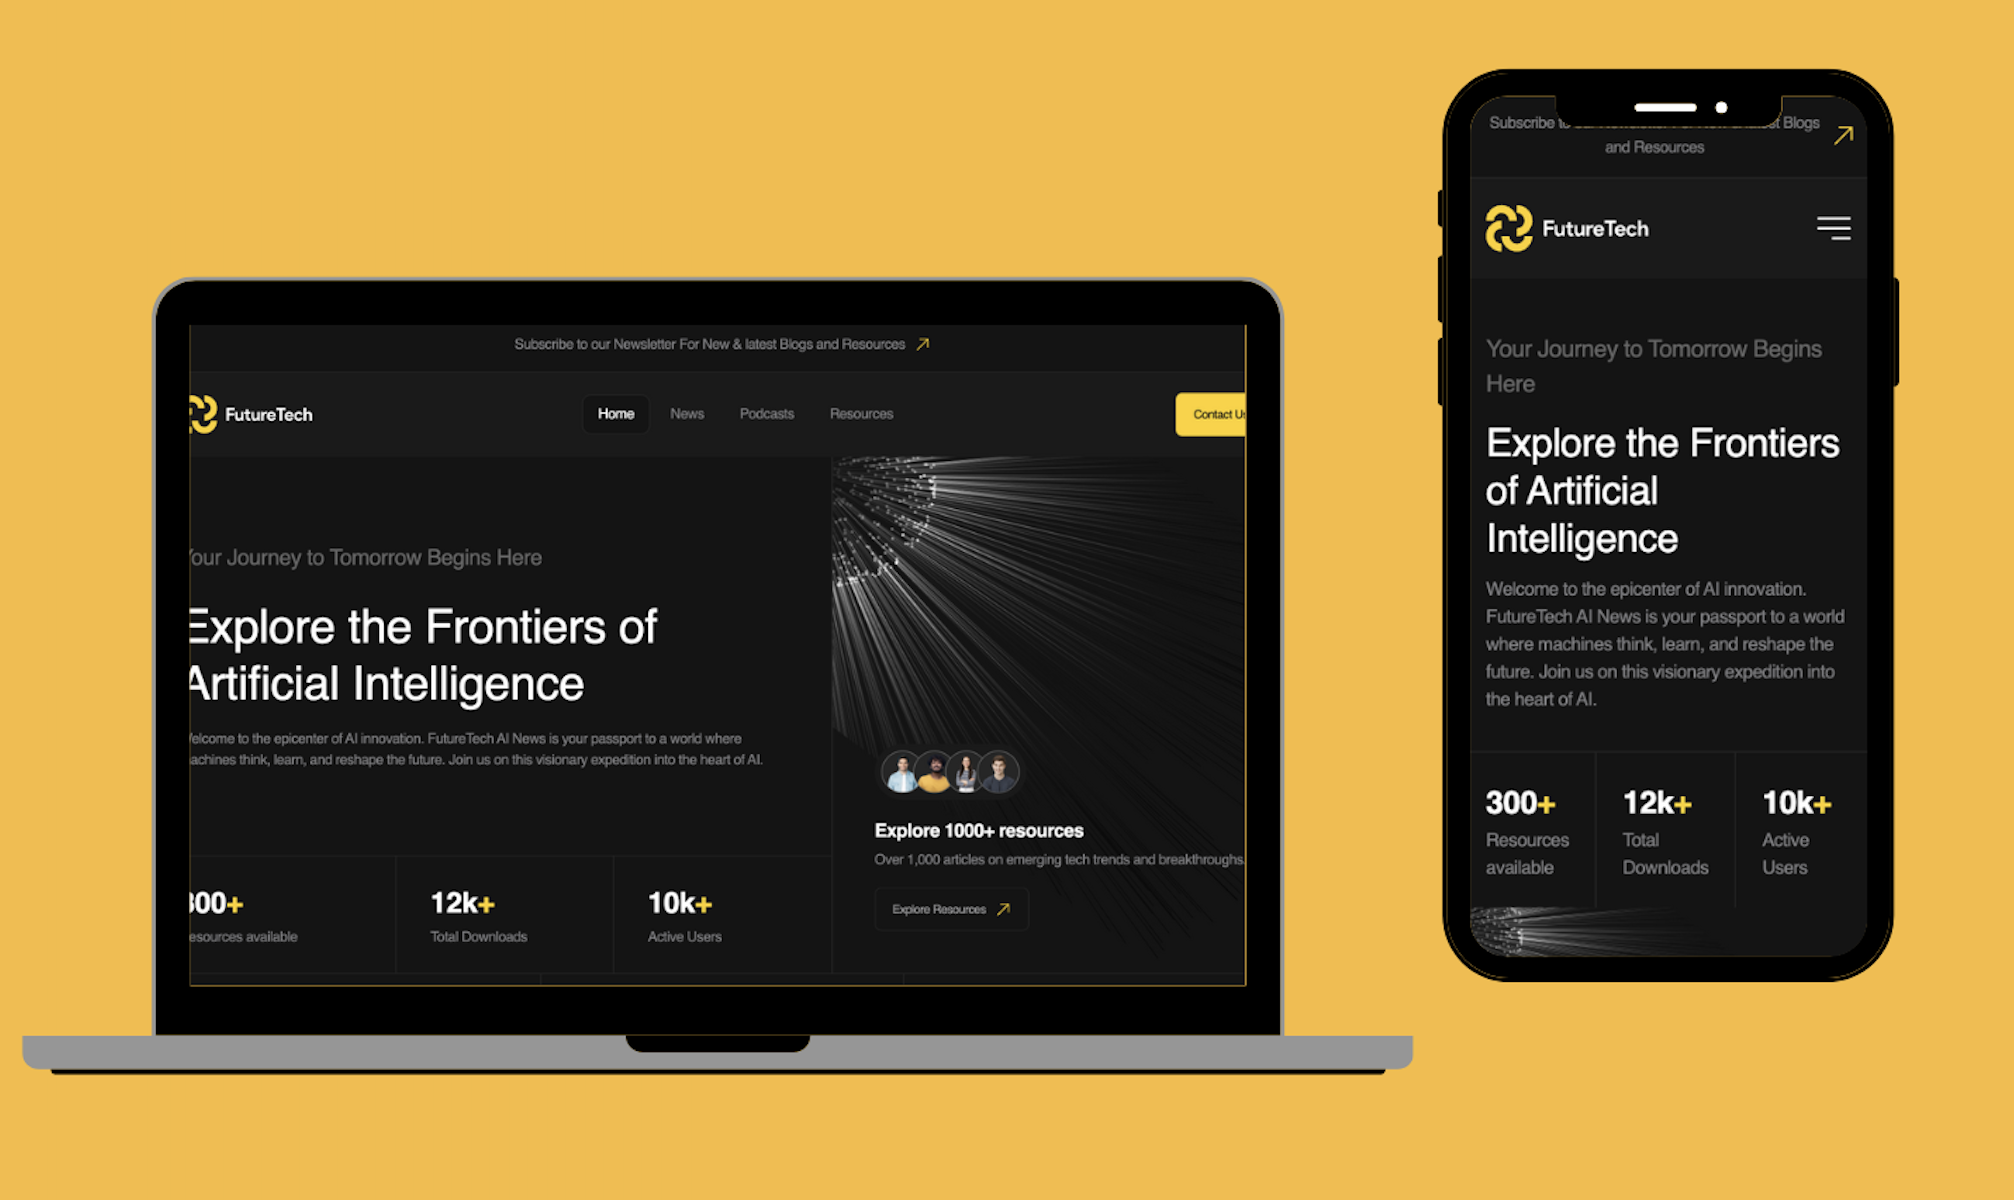 Subscribe to our Newsletter For New & latest Blogs and Resources
FutureTech
Home
News
Podcasts
Resources
Contact Us
our Journey to Tomorrow Begins Here
Explore the Frontiers of
Artificial Intelligence
elcome to the epicenter of AI innovation. FutureTech AI News is your passport to a world where
achines think, learn, and reshape the future. Join us on this visionary expedition into the heart of AI.
300+
esources available
12k+
Total Downloads
10k+
Active Users
Explore 1000+ resources
Over 1,000 articles on emerging tech trends and breakthroughs.
Explore Resources
Subscribe Blogs
and Resources
FutureTech
Your Journey to Tomorrow Begins
Here
Explore the Frontiers
of Artificial
Intelligence
Welcome to the epicenter of AI innovation.
FutureTech AI News is your passport to a world
where machines think, learn, and reshape the
future. Join us on this visionary expedition into
the heart of AI.
300+
Resources
available
12k+
Total
Downloads
10k+
Active
Users